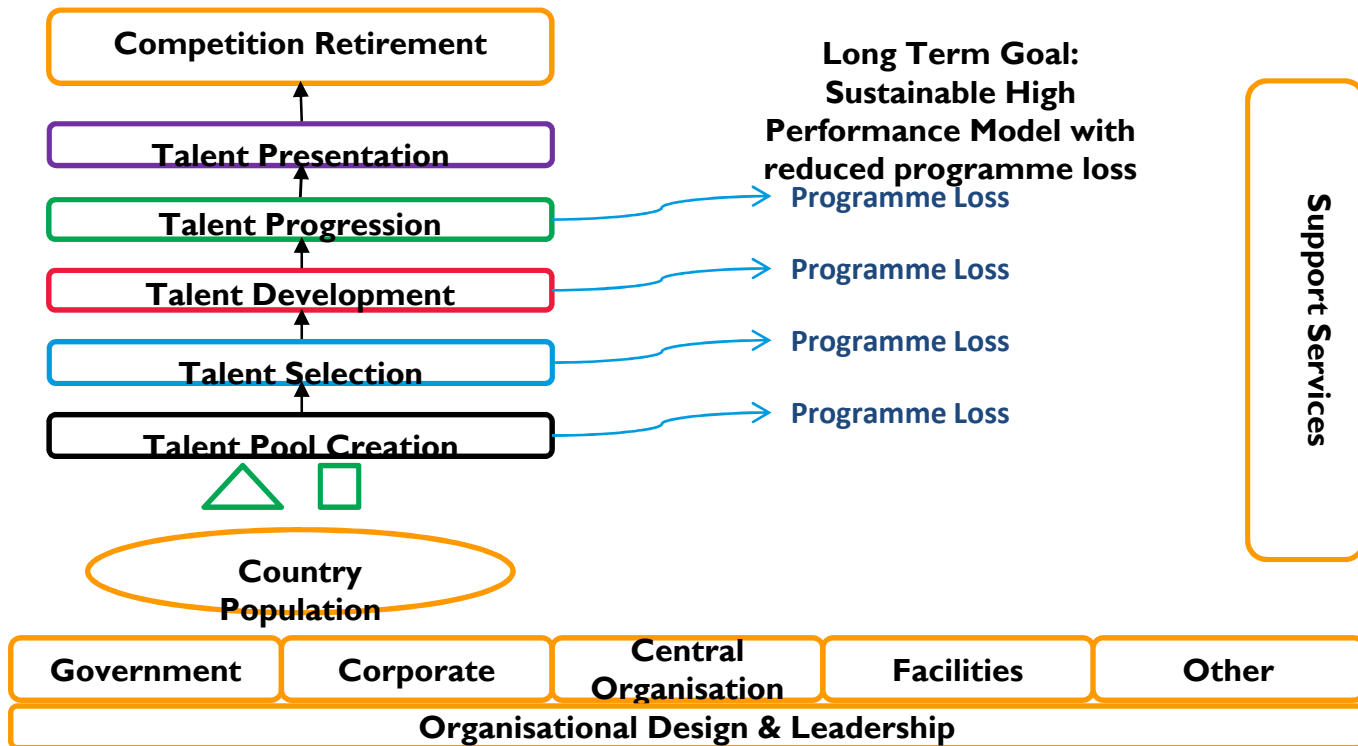 Competition Retirement
Long Term Goal:
Sustainable High
Performance Model with
reduced programme loss
Talent Presentation
Programme Loss
Talent Progression
Programme Loss
Talent Development
Programme Loss
Talent Selection
Programme Loss
Talent Pool Creation
Support Services
Country
Population
Government
Corporate
Central
Organisation
Facilities
Other
Organisational Design & Leadership